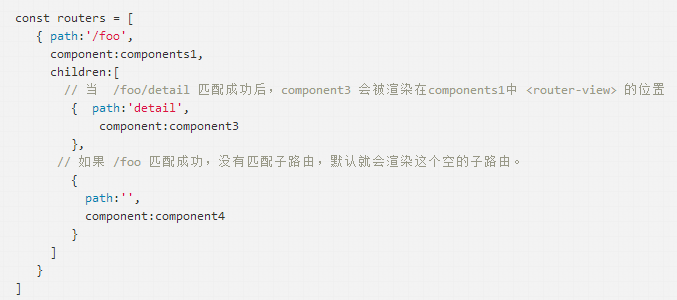 const routers = [
{ path:'/foo',
component:components1,
children:[
// 当 /foo/detail 匹配成功后，component3 会被渲染在components1中 <router-view> 的位置
{ path:'detail',
component:component3
},
// 如果 /foo 匹配成功，没有匹配子路由，默认就会渲染这个空的子路由。
{
path:'',
component:component4
}
]
}
]